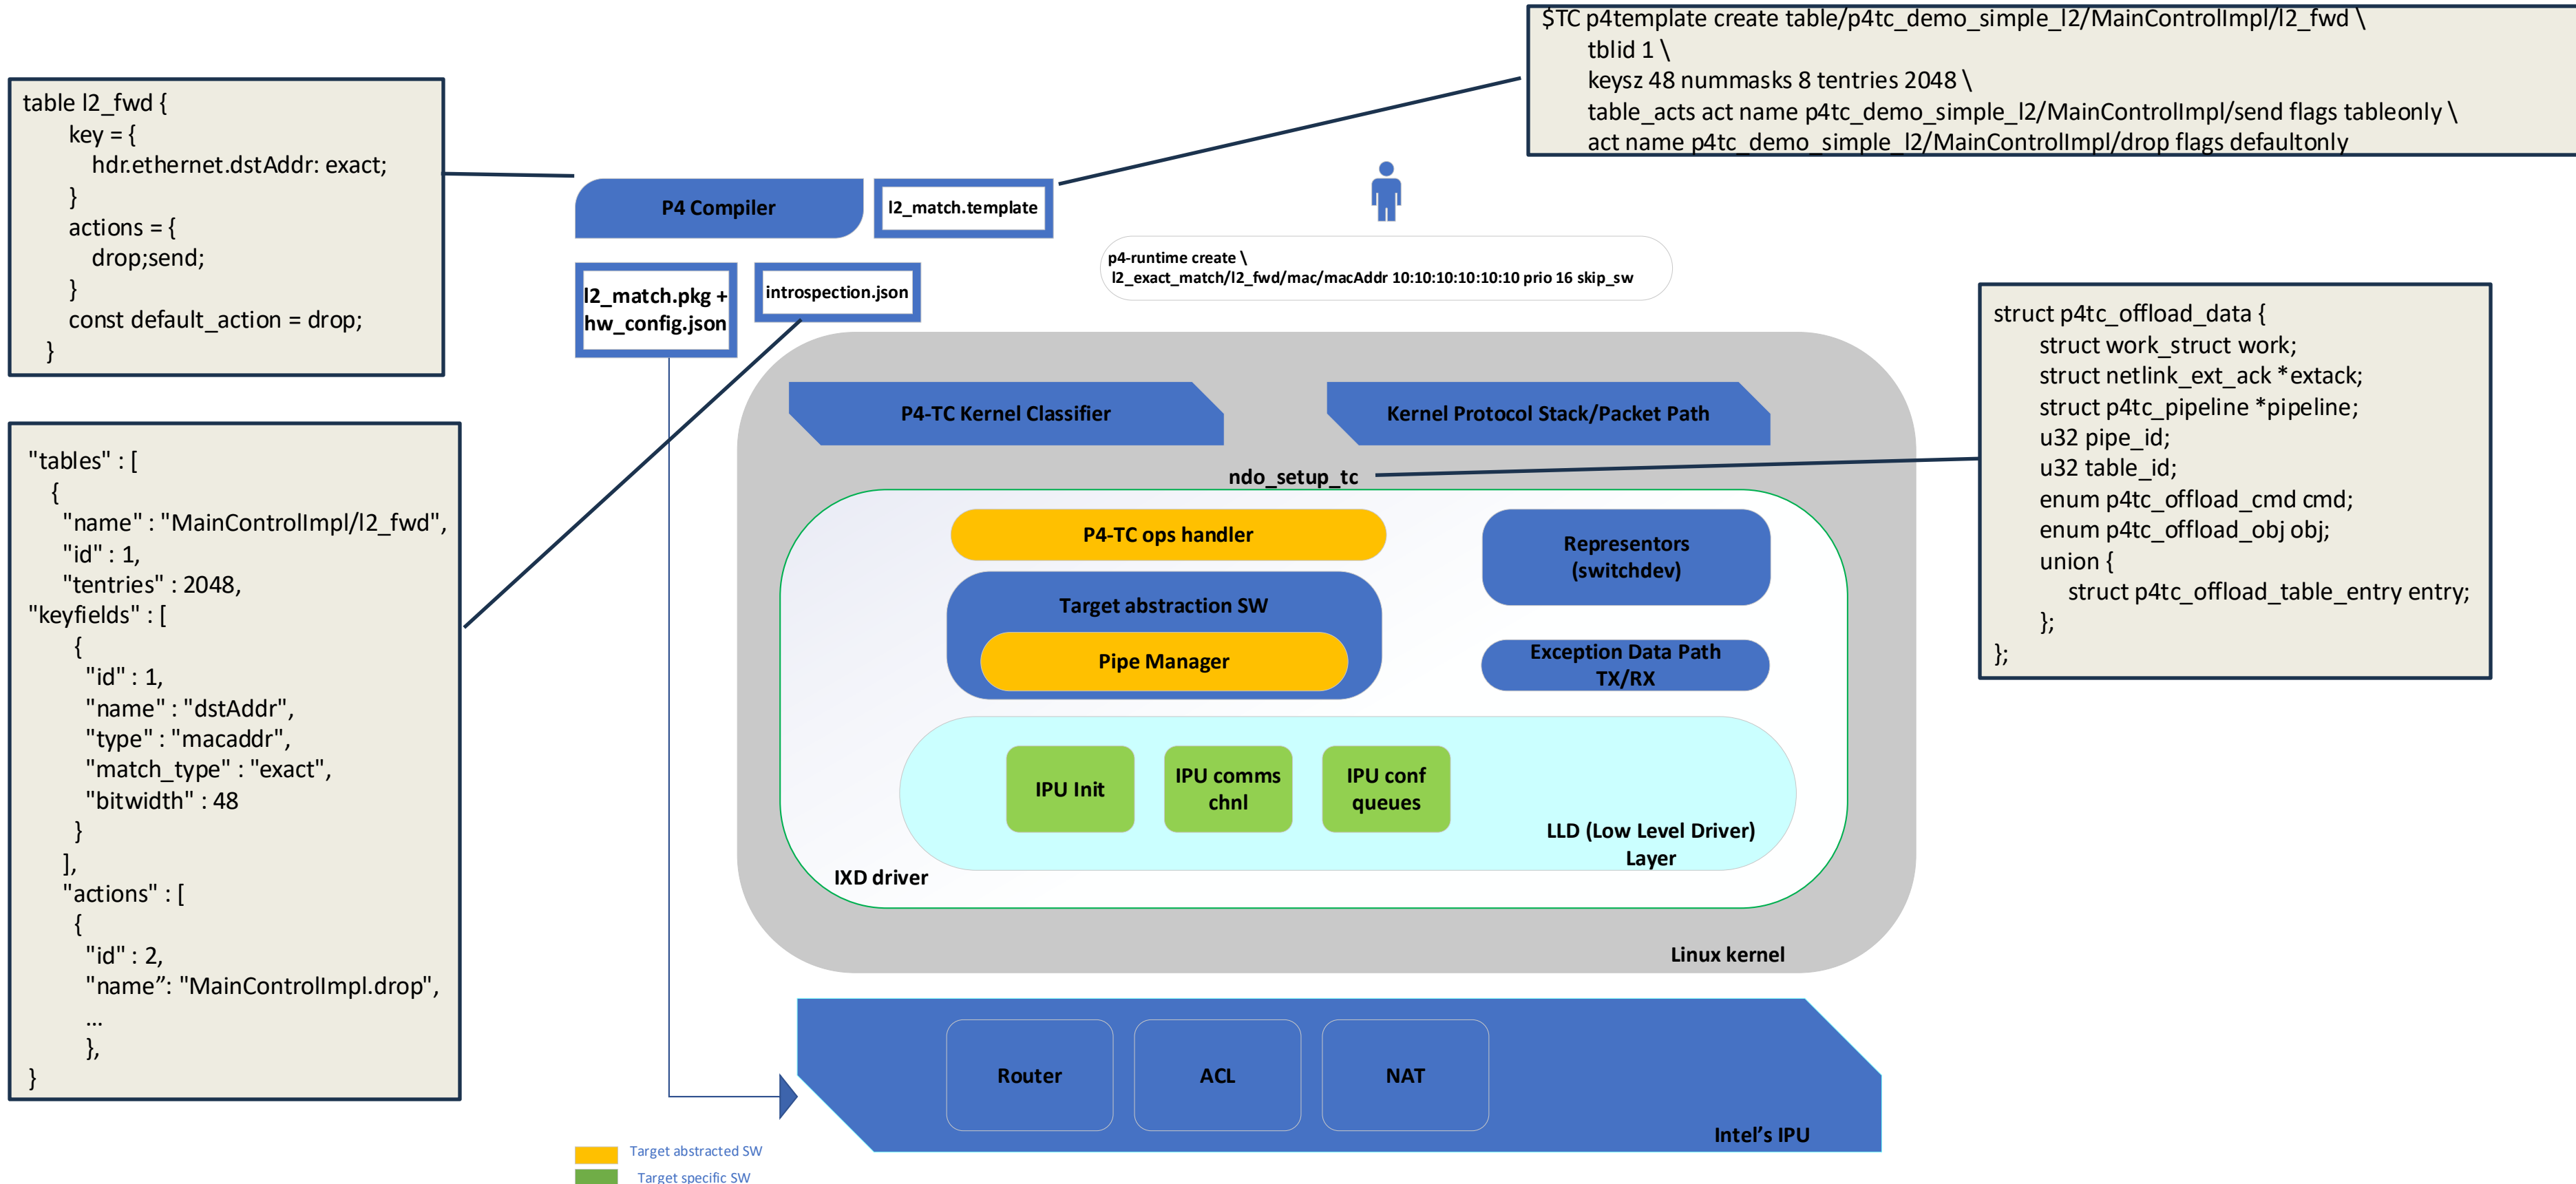 $TC p4template create table/p4tc_demo_simple_l2/MainControlImpl/l2_fwd \
tblid 1 \
keysz 48 nummasks 8 tentries 2048 \
table_acts act name p4tc_demo_simple_l2/MainControlImpl/send flags tableonly \
act name p4tc_demo_simple_l2/MainControlImpl/drop flags defaultonly
table l2_fwd {
key = {
hdr.ethernet.dstAddr: exact;
}
actions = {
drop;send;
}
const default_action = drop;
}
P4 Compiler
l2_match.template
l2_match.pkg +
hw_config.json
introspection.json
p4-runtime create \
l2_exact_match/l2_fwd/mac/macAddr 10:10:10:10:10:10 prio 16 skip_sw
struct p4tc_offload_data {
struct work_struct work;
struct netlink_ext_ack *extack;
struct p4tc_pipeline *pipeline;
u32 pipe_id;
u32 table_id;
enum p4tc_offload_cmd cmd;
enum p4tc_offload_obj obj;
union {
struct p4tc_offload_table_entry entry;
};
};
"tables" : [
{
"name" : "MainControlImpl/l2_fwd",
"id" : 1,
"tentries" : 2048,
"keyfields" : [
{
"id" : 1,
"name" : "dstAddr",
"type" : "macaddr",
"match_type" : "exact",
"bitwidth" : 48
}
],
"actions" : [
{
"id" : 2,
"name”: "MainControlImpl.drop",
...
},
}
P4-TC Kernel Classifier
Kernel Protocol Stack/Packet Path
ndo_setup_tc
P4-TC ops handler
Representors
(switchdev)
Target abstraction SW
Pipe Manager
Exception Data Path
TX/RX
IPU Init
IPU comms
chnl
IPU conf
queues
LLD (Low Level Driver)
Layer
IXD driver
Linux kernel
Router
ACL
NAT
Intel’s IPU
Target abstracted SW
Target specific SW